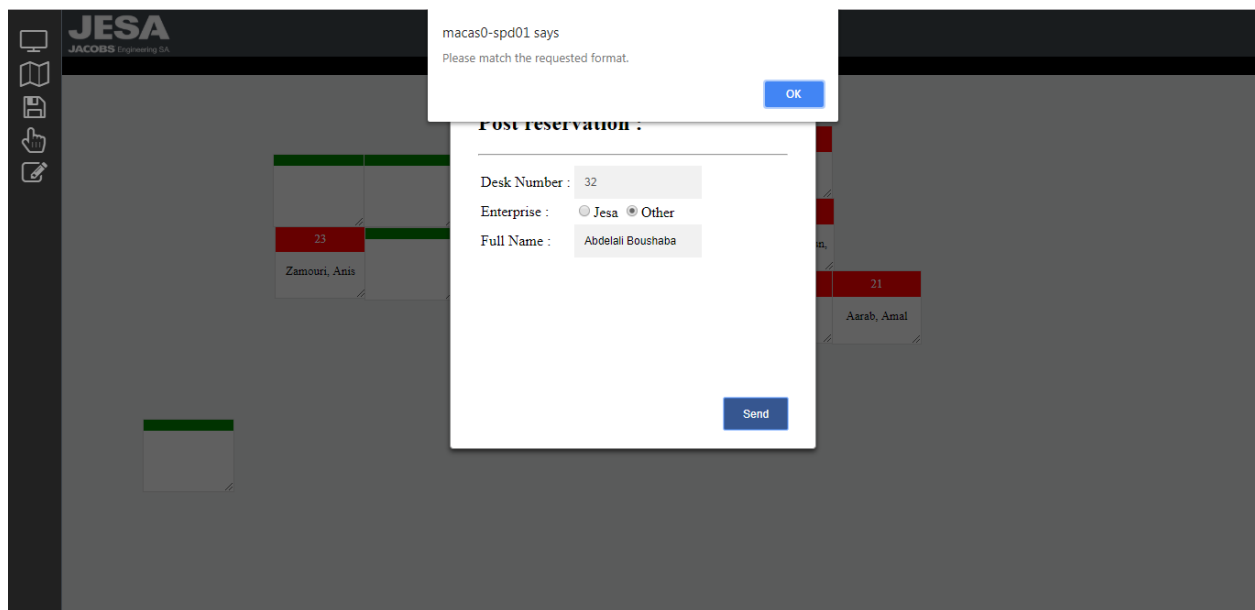 JESA
JACOBS Engineering SA
macas0-spd01 says
Please match the requested format.
OK
Post reservation :
Desk Number : 32
Enterprise : Jesa Other
Full Name : Abdelali Boushaba
Send
23
Zamouri, Anis
21
Aarab, Amal